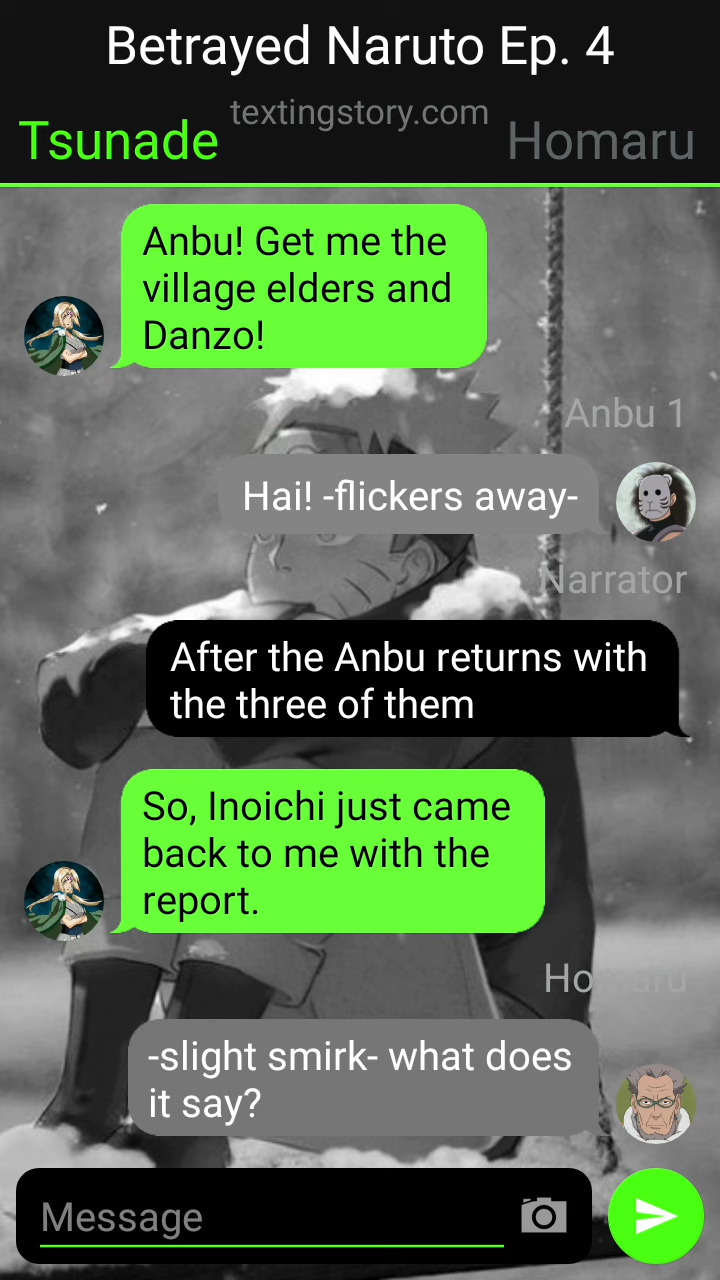 Betrayed Naruto Ep. 4
textingstory.com
Tsunade
Homaru
Anbu! Get me the
village elders and
Danzo!
Anbu 1
Hai! -flickers away-
Narrator
After the Anbu returns with
the three of them
So, Inoichi just came
back to me with the
report.
Homaru
-slight smirk- what does
it say?
Message